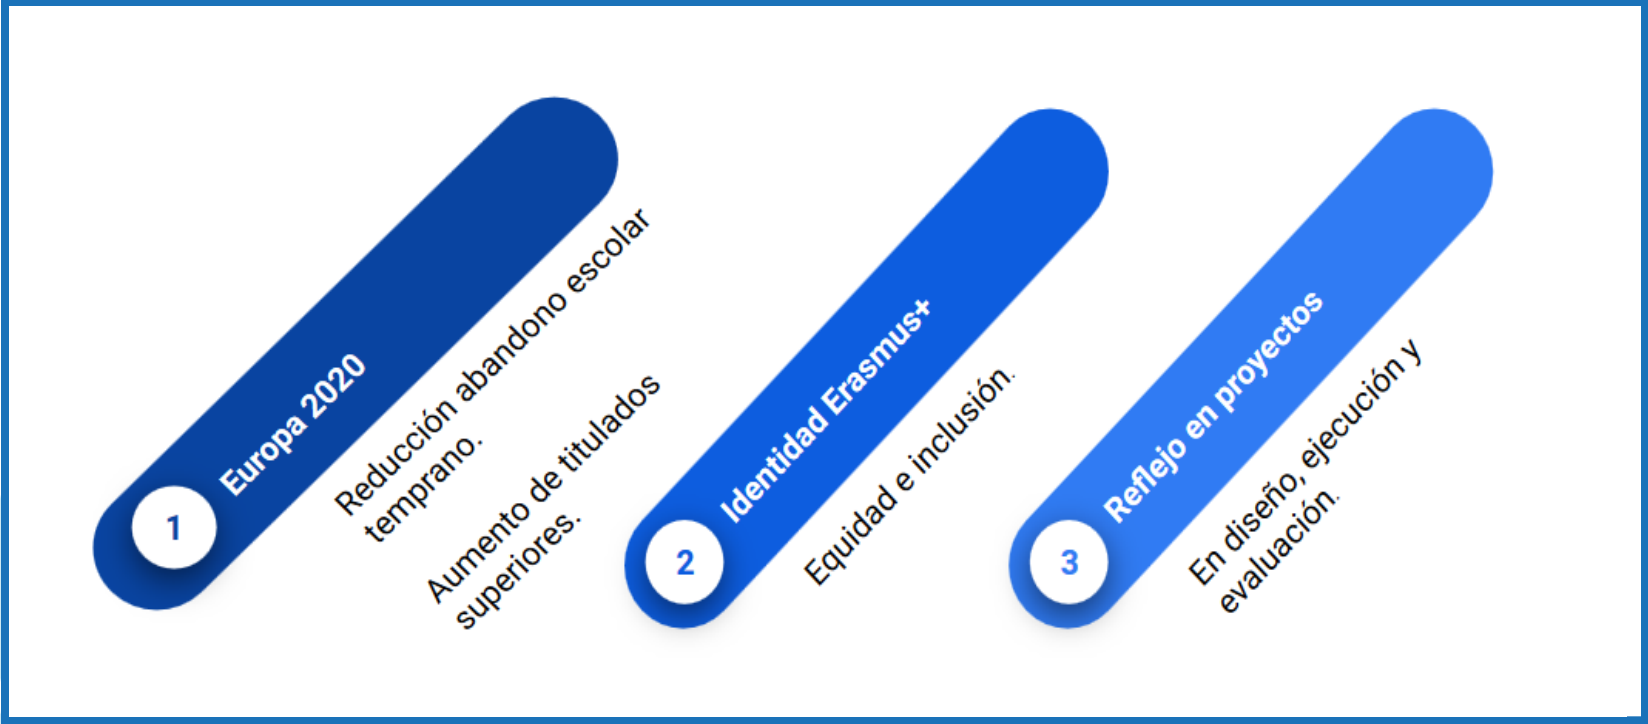 1
Europa 2020
Reducción abandono escolar
temprano.
Aumento de titulados
superiores.
2
Identidad Erasmus+
Equidad e inclusión.
3
Reflejo en proyectos
En diseño, ejecución y
evaluación.